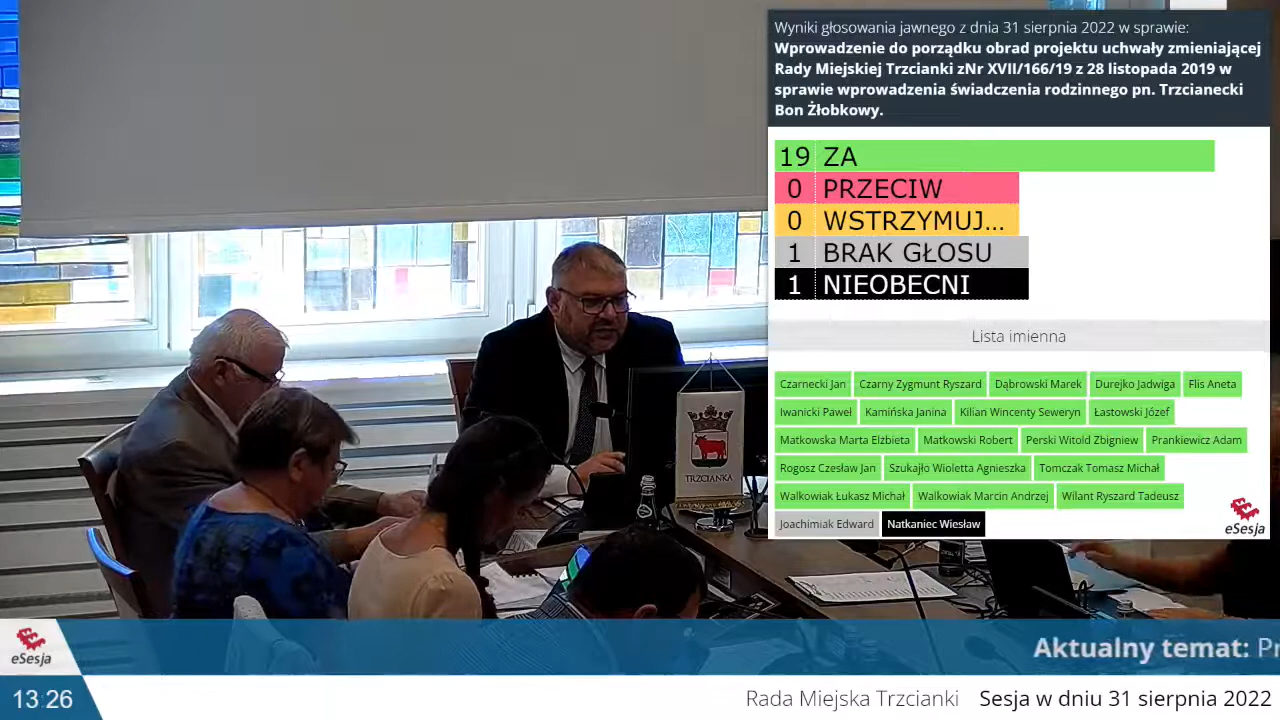 Wyniki głosowania jawnego z dnia 31 sierpnia 2022 w sprawie:
Wprowadzenie do porządku obrad projektu uchwały zmieniającej
Rady Miejskiej Trzcianki zNr XVII/166/19 z 28 listopada 2019 w
sprawie wprowadzenia świadczenia rodzinnego pn. Trzcianecki
Bon Żłobkowy.
19 ZA
0 PRZECIW
0 WSTRZYMUJ...
1 BRAK GŁOSU
1 NIEOBECNI
Lista imienna
Czarnecki Jan Czarny Zygmunt Ryszard Dąbrowski Marek Durejko Jadwiga Flis Aneta
Iwanicki Paweł Kamińska Janina Kilian Wincenty Seweryn Łastowski Józef
Matkowska Marta Elżbieta Matkowski Robert Perski Witold Zbigniew Prankiewicz Adam
Rogosz Czesław Jan Szukajło Wioletta Agnieszka Tomczak Tomasz Michał
Walkowiak Łukasz Michał Walkowiak Marcin Andrzej Wilant Ryszard Tadeusz
Joachimiak Edward Natkaniec Wiesław
eSesja
TRZCIANKA
eSesja
Aktualny temat: Pr
13:26
Rada Miejska Trzcianki Sesja w dniu 31 sierpnia 2022